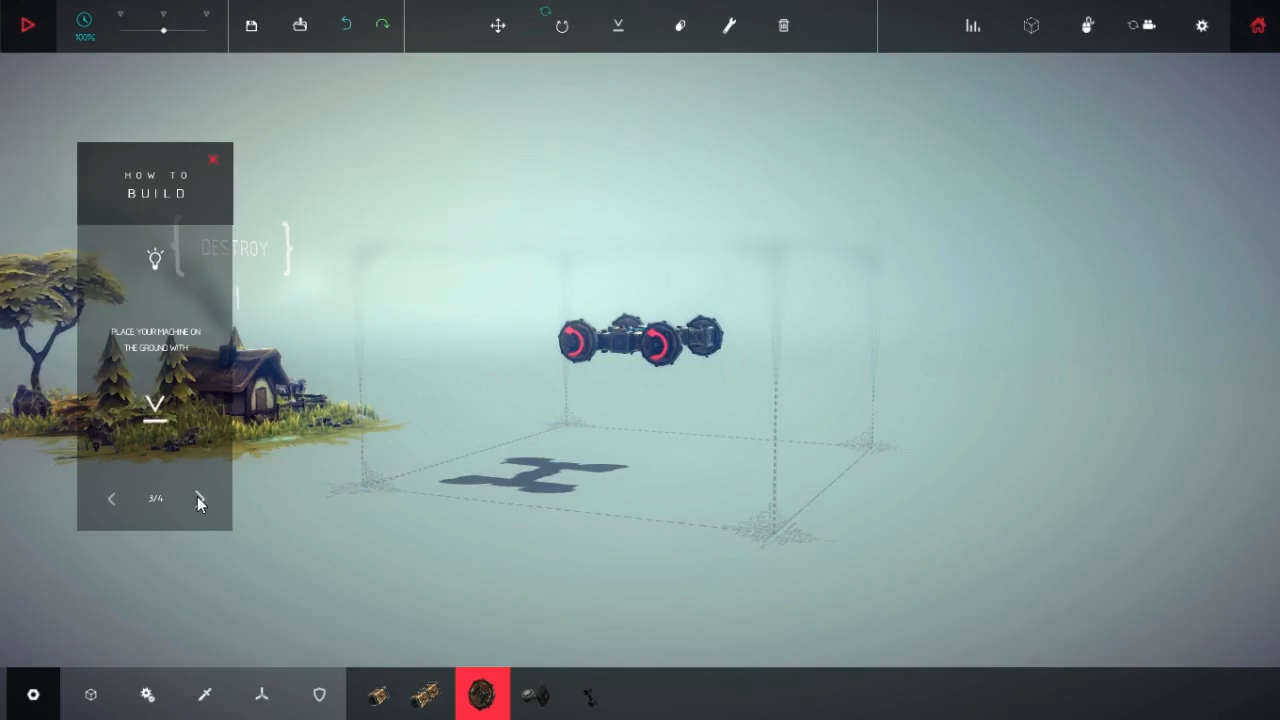 100%
HOW TO
BUILD
DESTROY
PLACE YOUR MACHINE ON
THE GROUND WITH
3/4